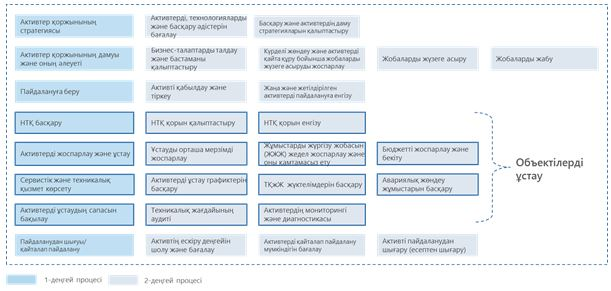 Активтер қоржынының
стратегиясы
Активтерді, технологияларды
және басқару әдістерін
бағалау
Басқару және активтердің даму
стратегияларын қалыптастыру
Активтер қоржынының дамуы
және оның әлеуеті
Бизнес-талаптарды талдау
және бастаманы
қалыптастыру
Күрделі жөндеу және активті
қайта құру бойынша жобаларды
жүзеге асыруды жоспарлау
Жобаларды жүзеге асыру
Жобаларды жабу
Пайдалануға беру
Активті қабылдау және
тіркеу
Жаңа және жетілдірілген
активтерді пайдалануға енгізу
НТҚ басқару
НТҚ қорын қалыптастыру
НТҚ қорын енгізу
Активтерді жоспарлау және ұстау
Ұстауды орташа мерзімді
жоспарлау
Жұмыстарды жүргізу жобасын
(ЖЖЖ) жедел жоспарлау және
оны қамтамасыз ету
Бюджетті жоспарлау және
бекіту
Сервистік және техникалық
қызмет көрсету
Активтерді ұстау графиктерін
басқару
ТҚжЖ жүктелімдерін басқару
Авариялық жөндеу
жұмыстарын басқару
Активтерді ұстаудың сапасын
бақылау
Техникалық жағдайының
аудиті
Активтердің мониторингі
және диагностикасы
Объектілерді
ұстау
Пайдаланудан шығуы/
қайталап пайдалану
Активтің ескіру деңгейін
шолу және бағалау
Активтерді қайталап пайдалану
мүмкіндігін бағалау
Активті пайдаланудан
шығару (есептен шығару)
1-деңгей процесі
2-деңгей процесі